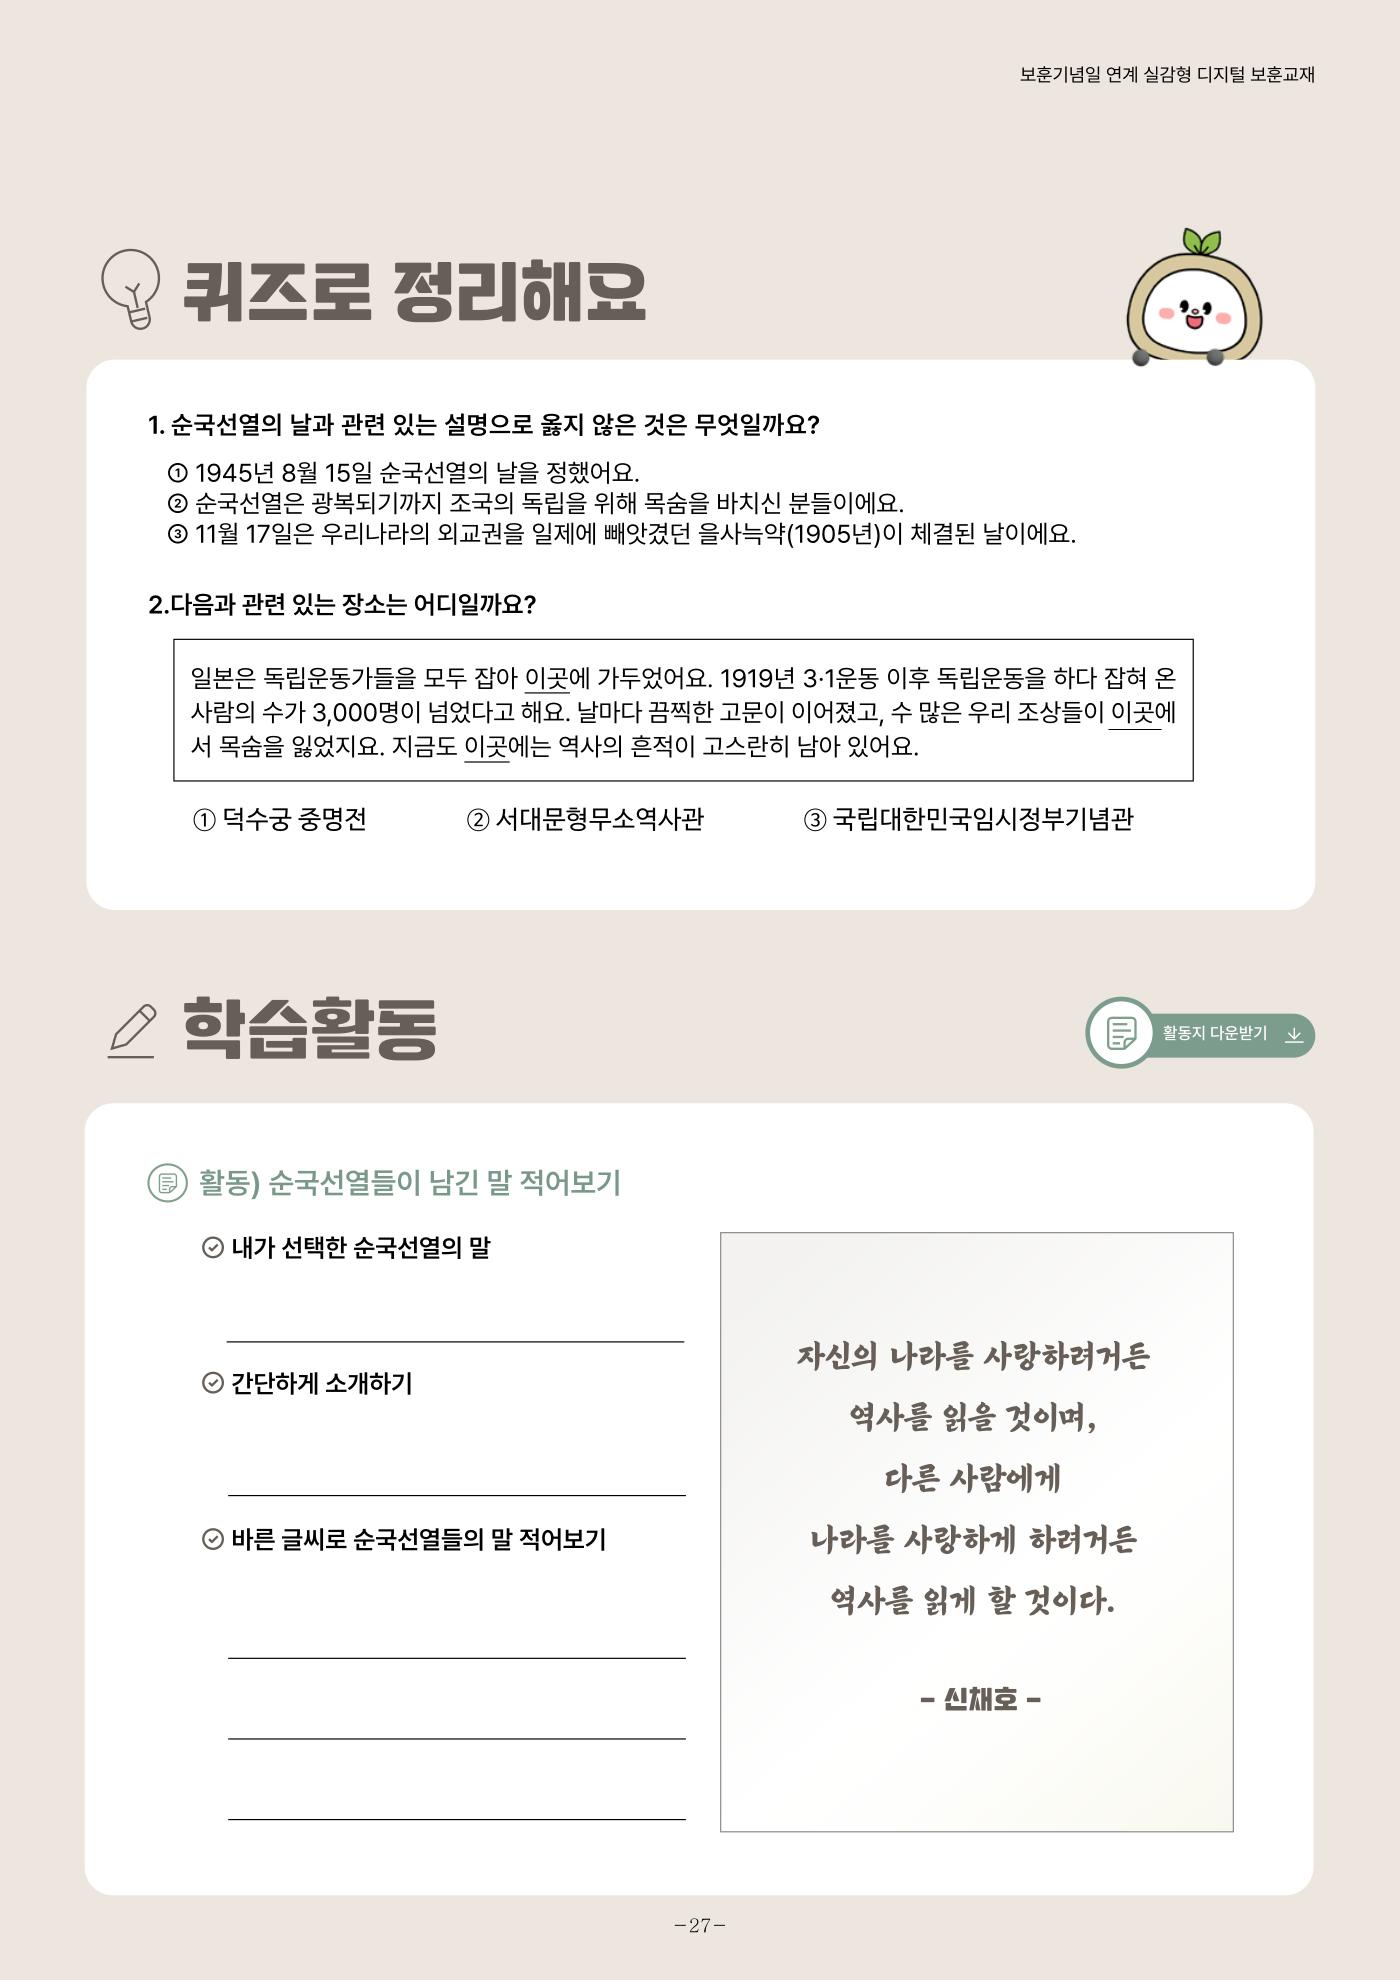 보훈기념일 연계 실감형 디지털 보훈교재
퀴즈로 정리해요
1. 순국선열의 날과 관련 있는 설명으로 옳지 않은 것은 무엇일까요?
① 1945년 8월 15일 순국선열의 날을 정했어요.
② 순국선열은 광복되기까지 조국의 독립을 위해 목숨을 바치신 분들이에요.
③ 11월 17일은 우리나라의 외교권을 일제에 빼앗겼던 을사늑약(1905년)이 체결된 날이에요.
2.다음과 관련 있는 장소는 어디일까요?
일본은 독립운동가들을 모두 잡아 이곳에 가두었어요. 1919년 3·1운동 이후 독립운동을 하다 잡혀 온
사람의 수가 3,000명이 넘었다고 해요. 날마다 끔찍한 고문이 이어졌고, 수 많은 우리 조상들이 이곳에
서 목숨을 잃었지요. 지금도 이곳에는 역사의 흔적이 고스란히 남아 있어요.
① 덕수궁 중명전 ② 서대문형무소역사관 ③ 국립대한민국임시정부기념관
학습활동
활동지 다운받기
활동) 순국선열들이 남긴 말 적어보기
내가 선택한 순국선열의 말
간단하게 소개하기
바른 글씨로 순국선열들의 말 적어보기
자신의 나라를 사랑하려거든
역사를 읽을 것이며,
다른 사람에게
나라를 사랑하게 하려거든
역사를 읽게 할 것이다.
- 신채호 -
-27-